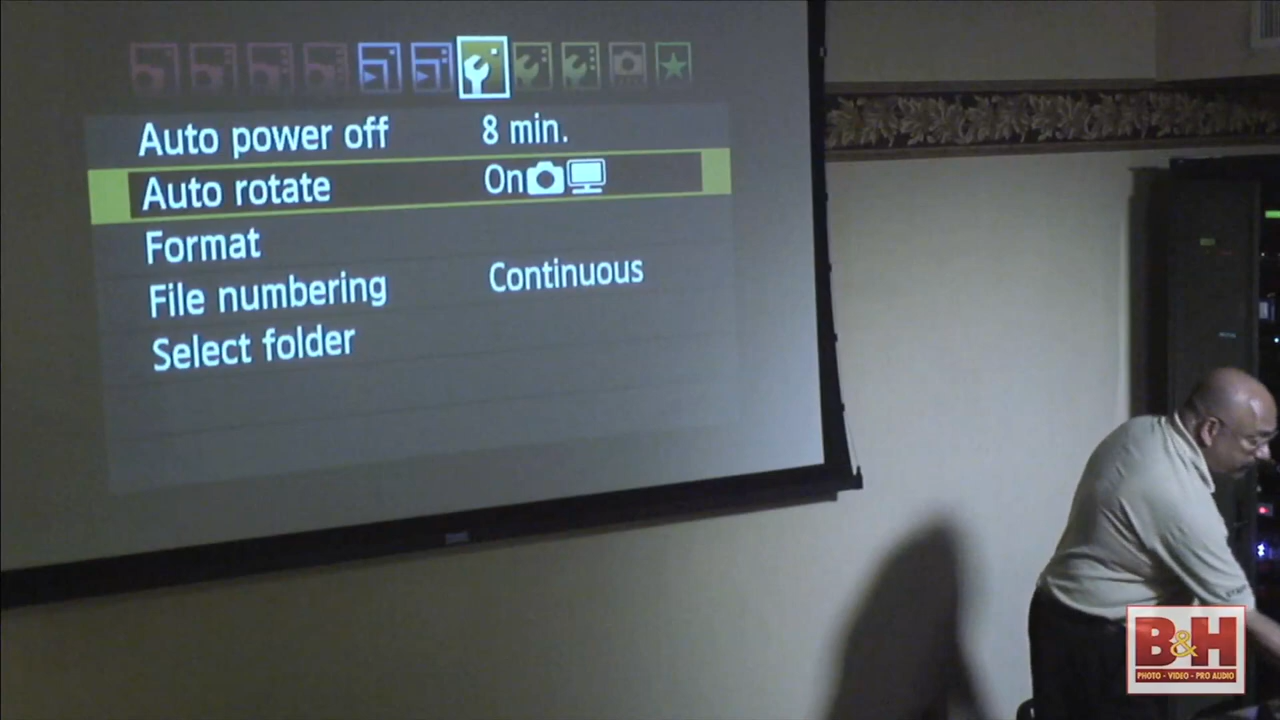 Auto power off 8 min.
Auto rotate On
Format
File numbering Continuous
Select folder
B&H
PHOTO - VIDEO - PRO AUDIO